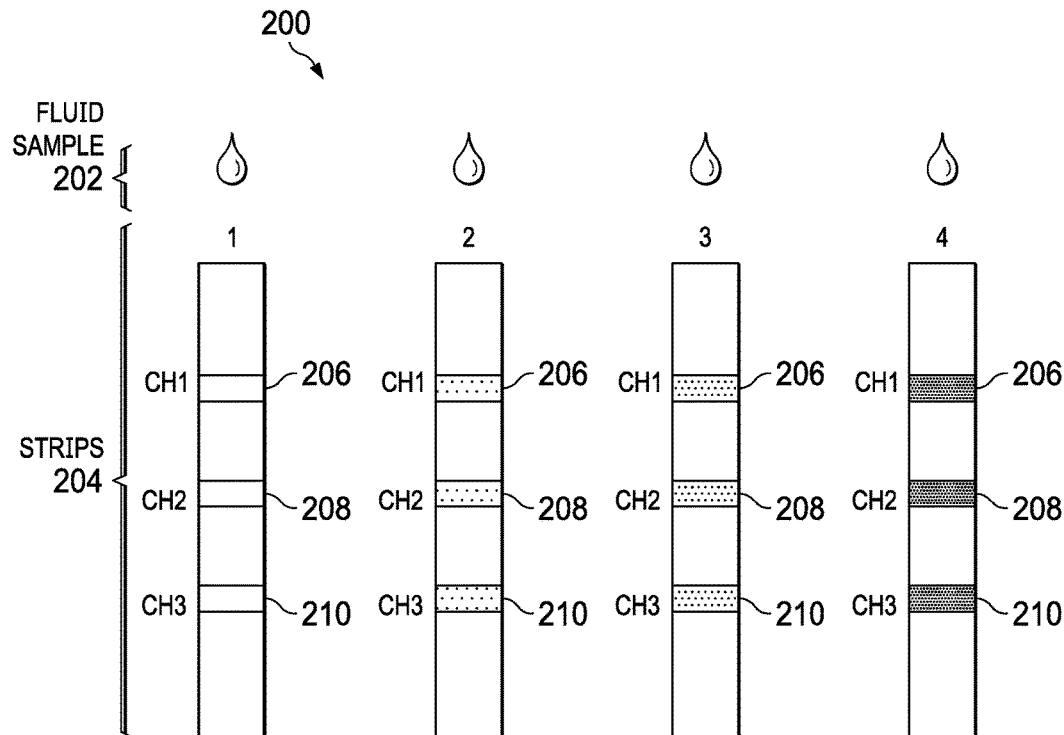 200
FLUID
SAMPLE
202
1 2 3 4
CH1 206 CH1 206 CH1 206 CH1 206
STRIPS
204
CH2 208 CH2 208 CH2 208 CH2 208
CH3 210 CH3 210 CH3 210 CH3 210